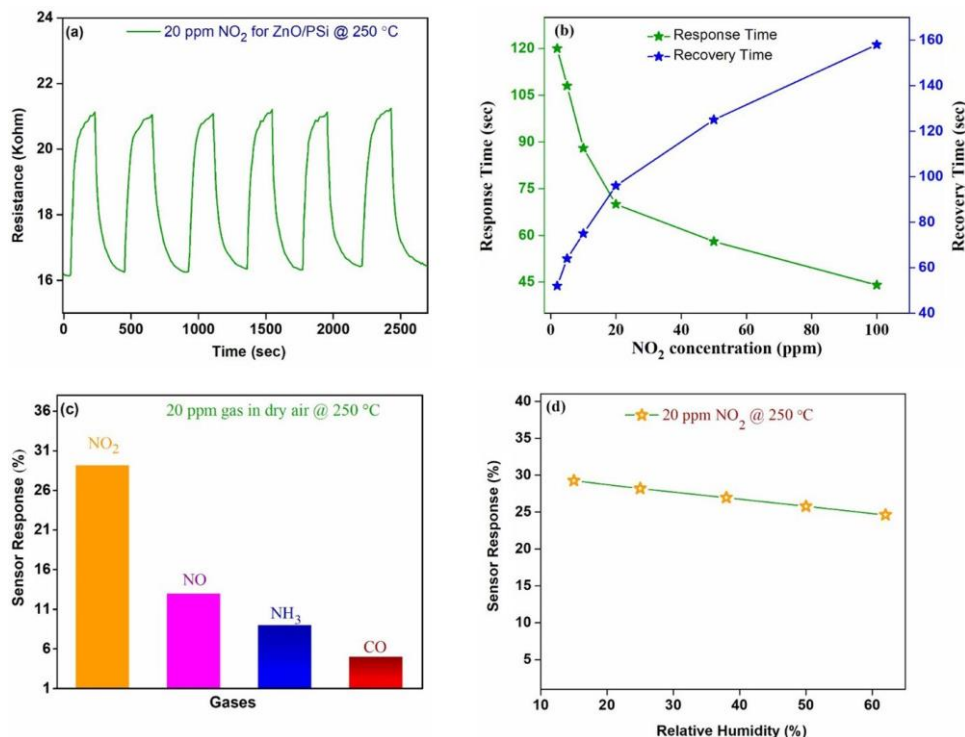 (a)
20 ppm NO₂ for ZnO/PSi @ 250 °C
Resistance (Kohm)
24
22
20
18
16
0
500
1000
1500
2000
2500
Time (sec)
(b)
Response Time
Recovery Time
Response Time (sec)
120
105
90
75
60
45
Recovery Time (sec)
160
140
120
100
80
60
40
0
20
40
60
80
100
NO₂ concentration (ppm)
(c)
20 ppm gas in dry air @ 250 °C
Sensor Response (%)
36
31
26
21
16
11
6
1
NO₂
NO
NH₃
CO
Gases
(d)
20 ppm NO₂ @ 250 °C
Sensor Response (%)
40
35
30
25
20
15
10
5
10
20
30
40
50
60
Relative Humidity (%)